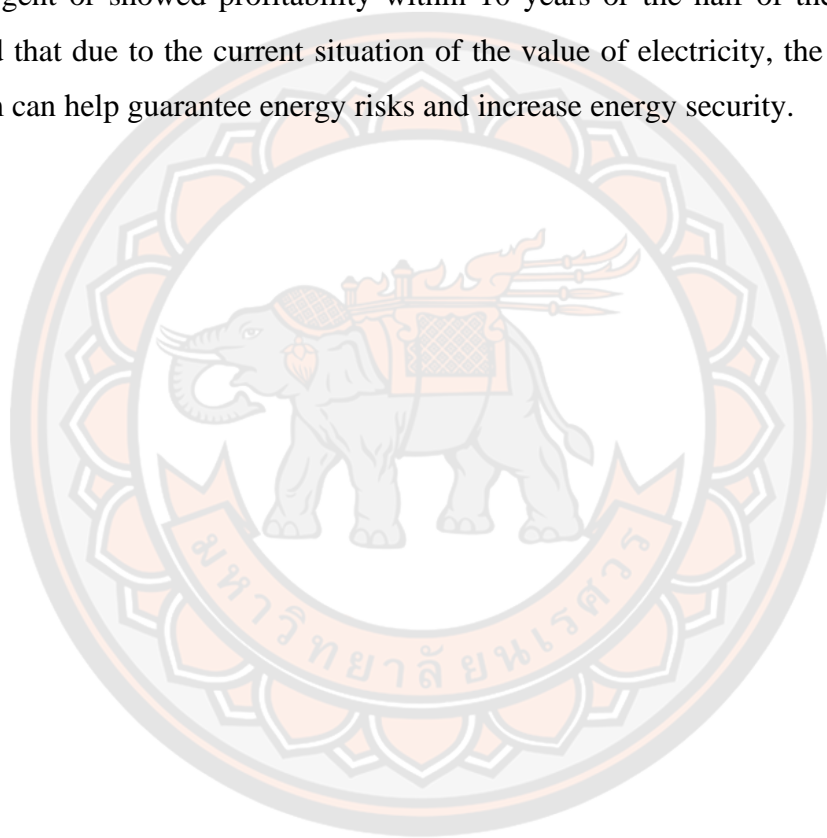 gent or showed profitability within 10 years or the half of the
d that due to the current situation of the value of electricity, the
n can help guarantee energy risks and increase energy security.
มหาวิทยาลัยนเรศวร